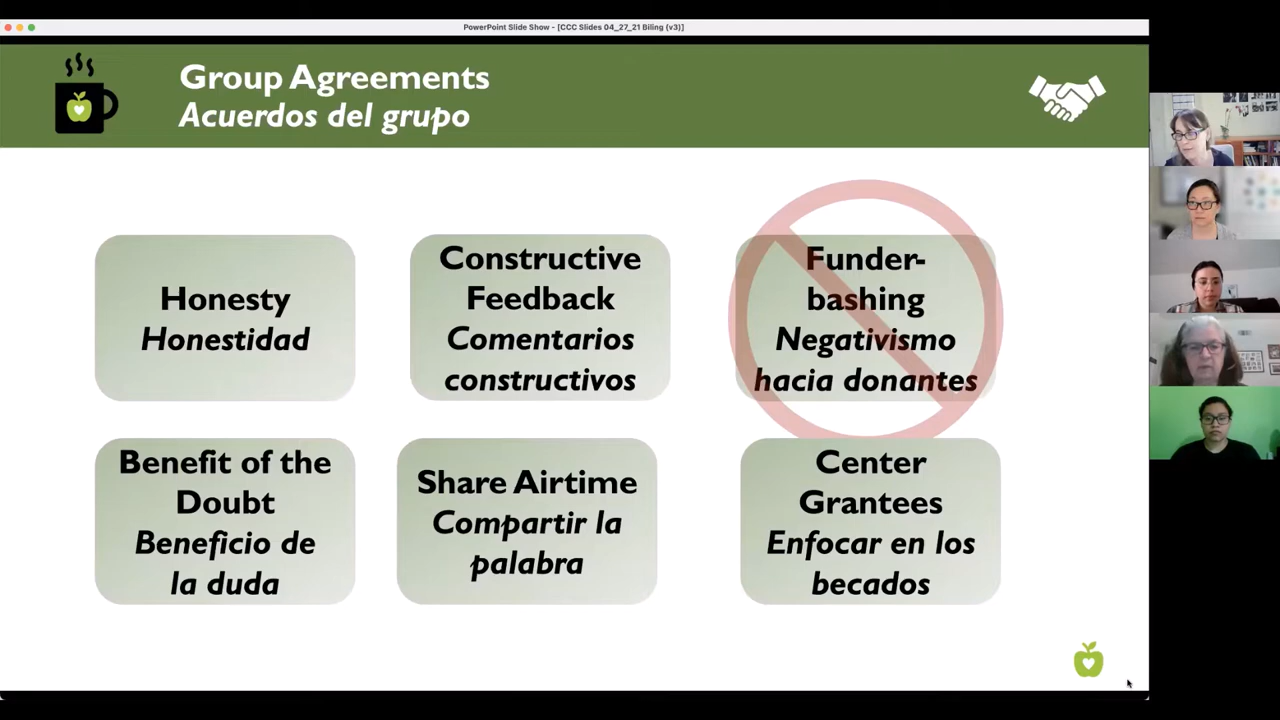 PowerPoint Slide Show - [CCC Slides 04_27_21 Biling (v3)]
Group Agreements
Acuerdos del grupo
Honesty
Honestidad
Constructive
Feedback
Comentarios
constructivos
Funder-
bashing
Negativismo
hacia donantes
Benefit of the
Doubt
Beneficio de
la duda
Share Airtime
Compartir la
palabra
Center
Grantees
Enfocar en los
becados